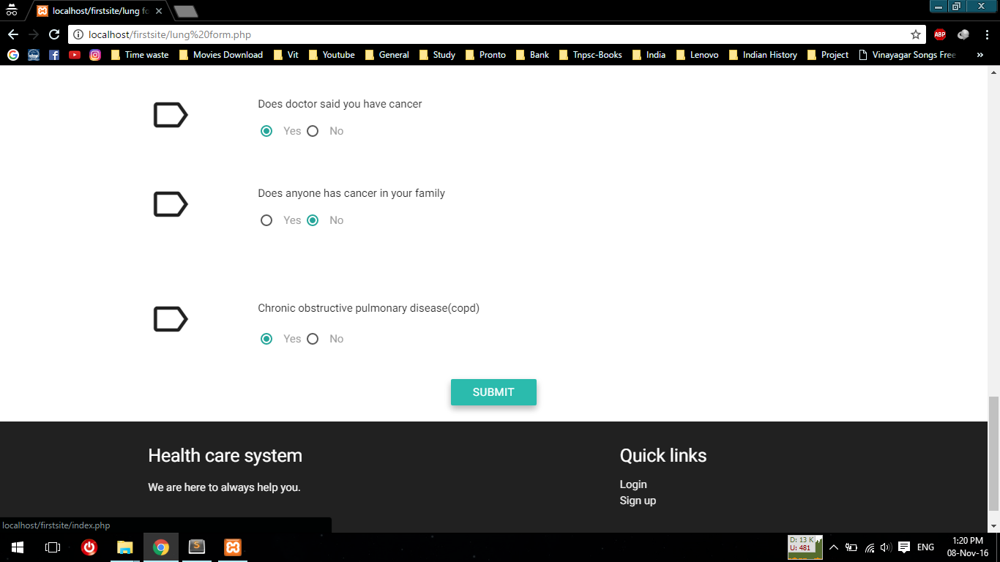 localhost/firstsite/lung fo
localhost/firstsite/lung%20form.php
ABP
Time waste
Movies Download
Vit
Youtube
General
Study
Pronto
Bank
Tnpsc-Books
India
Lenovo
Indian History
Project
Vinayagar Songs Free
Does doctor said you have cancer
Yes No
Does anyone has cancer in your family
Yes No
Chronic obstructive pulmonary disease(copd)
Yes No
SUBMIT
Health care system
We are here to always help you.
Quick links
Login
Sign up
localhost/firstsite/index.php
D: 13 K
U: 481
ENG
1:20 PM
08-Nov-16